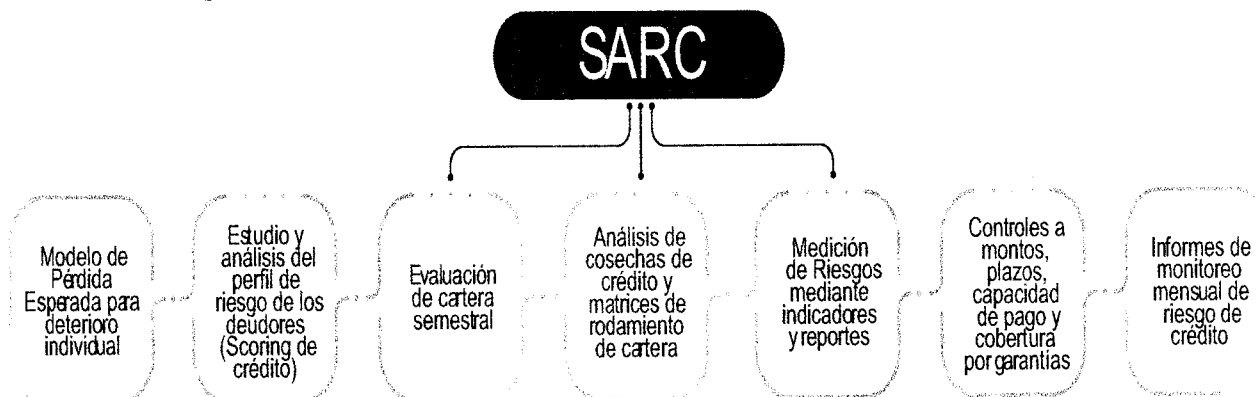 SARC
Modelo de
Pérdida
Esperada para
deterioro
individual
Estudio y
análisis del
perfil de
riesgo de los
deudores
(Scoring de
crédito)
Evaluación
de cartera
semestral
Análisis de
cosechas de
crédito y
matrices de
rodamiento
de cartera
Medición
de Riesgos
mediante
indicadores
y reportes
Controles a
montos,
plazos,
capacidad
de pago y
cobertura
por garantías
Informes de
monitoreo
mensual de
riesgo de
crédito